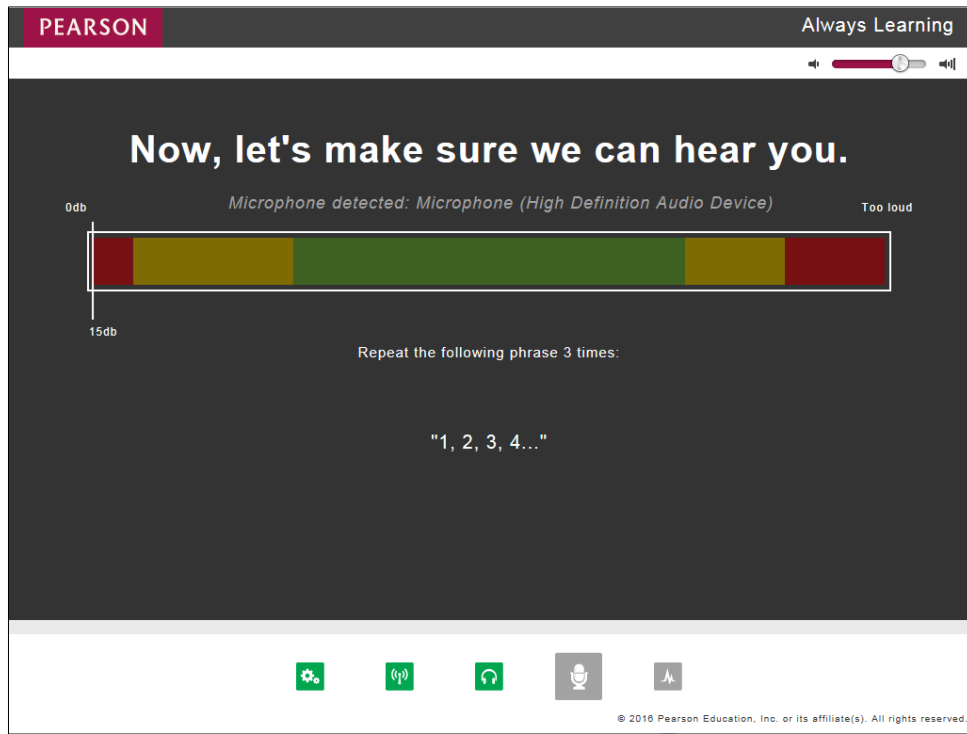 PEARSON
Always Learning
Now, let's make sure we can hear you.
Microphone detected: Microphone (High Definition Audio Device)
0db
Too loud
15db
Repeat the following phrase 3 times:
"1, 2, 3, 4..."
© 2016 Pearson Education, Inc. or its affiliate(s). All rights reserved.